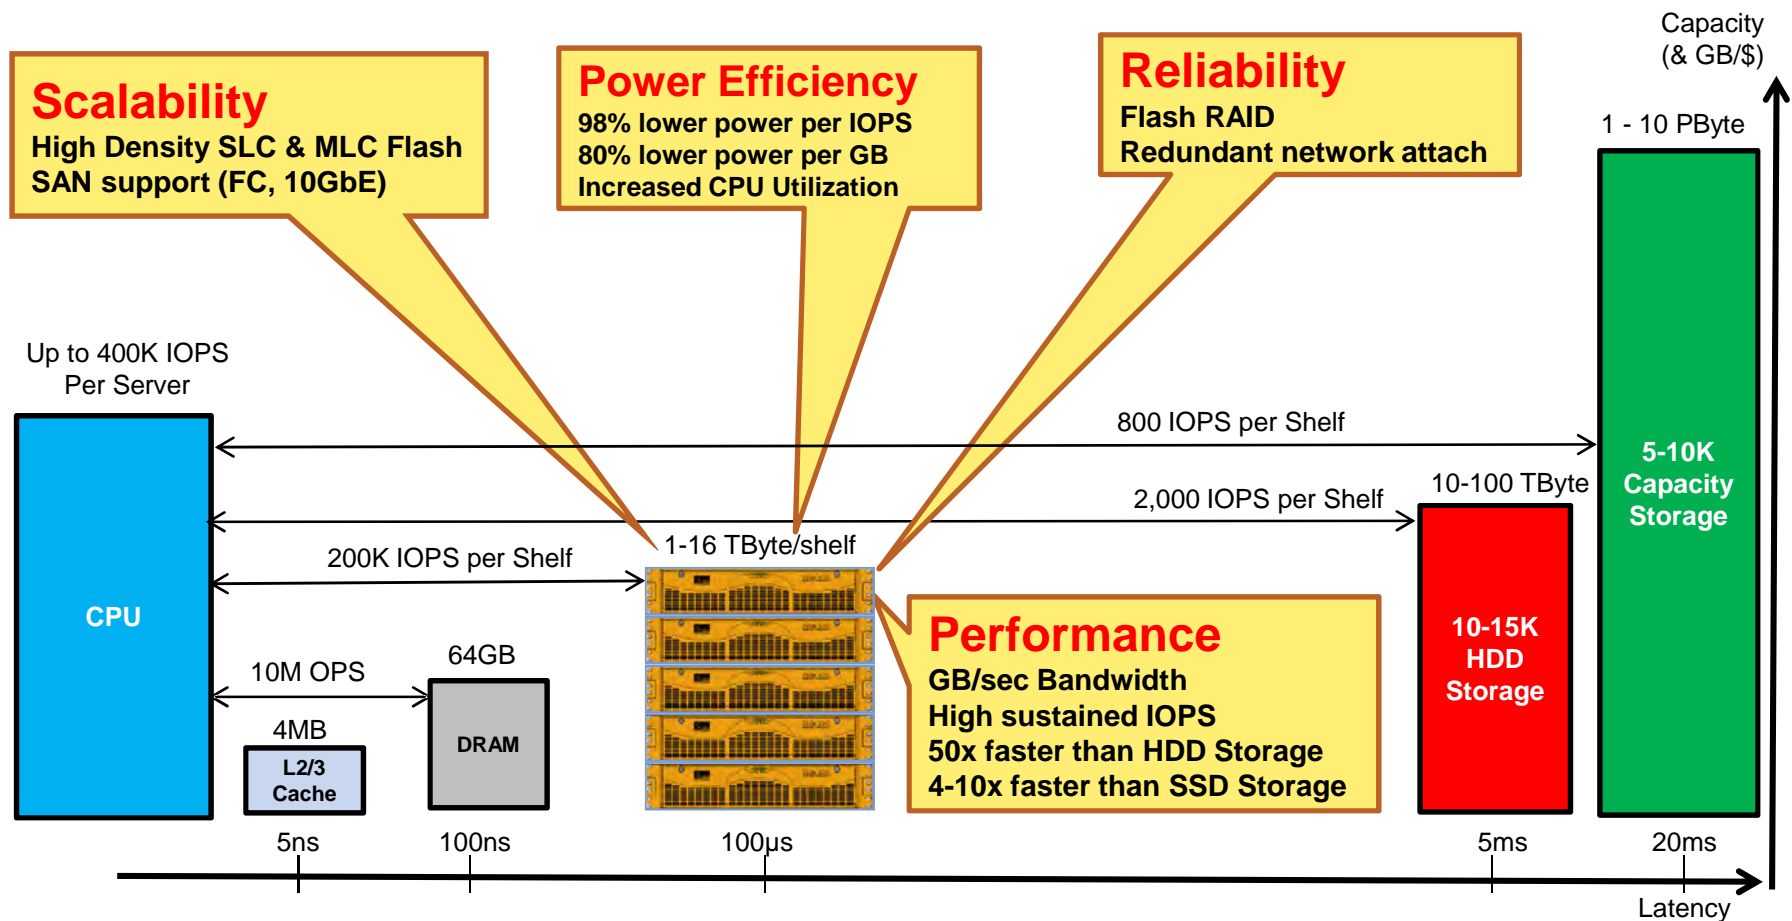 Capacity
(& GB/$)
Scalability
High Density SLC & MLC Flash
SAN support (FC, 10GbE)
Power Efficiency
98% lower power per IOPS
80% lower power per GB
Increased CPU Utilization
Reliability
Flash RAID
Redundant network attach
1 - 10 PByte
Up to 400K IOPS
Per Server
800 IOPS per Shelf
5-10K
Capacity
Storage
2,000 IOPS per Shelf
10-100 TByte
200K IOPS per Shelf
1-16 TByte/shelf
CPU
Performance
GB/sec Bandwidth
High sustained IOPS
50x faster than HDD Storage
4-10x faster than SSD Storage
10-15K
HDD
Storage
10M OPS
64GB
4MB
DRAM
L2/3
Cache
5ns
100ns
100µs
5ms
20ms
Latency